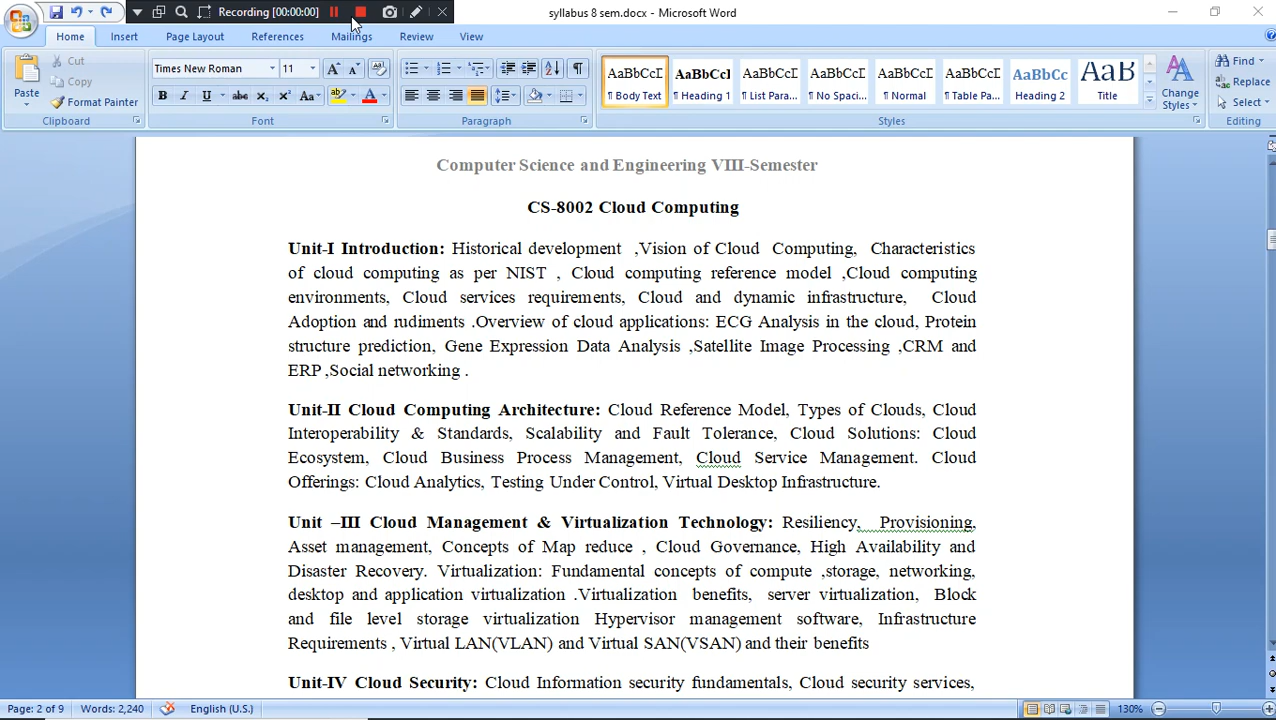 Recording [00:00:00]
syllabus 8 sem.docx - Microsoft Word
Home Insert Page Layout References Mailings Review View
Paste Cut Copy Format Painter
Clipboard
Times New Roman 11
B I U abc X₂ X² Aa A
Font
Paragraph
AaBbCcI ¶ Body Text
AaBbCcI ¶ Heading 1
AaBbCcI ¶ List Para...
AaBbCcI ¶ No Spaci...
AaBbCcI ¶ Normal
AaBbCcI ¶ Table Pa...
AaBbCc Heading 2
AaB Title
Change Styles
Styles
Find
Replace
Select
Editing
Computer Science and Engineering VIII-Semester
CS-8002 Cloud Computing
Unit-I Introduction: Historical development ,Vision of Cloud Computing, Characteristics
of cloud computing as per NIST , Cloud computing reference model ,Cloud computing
environments, Cloud services requirements, Cloud and dynamic infrastructure, Cloud
Adoption and rudiments .Overview of cloud applications: ECG Analysis in the cloud, Protein
structure prediction, Gene Expression Data Analysis ,Satellite Image Processing ,CRM and
ERP ,Social networking .
Unit-II Cloud Computing Architecture: Cloud Reference Model, Types of Clouds, Cloud
Interoperability & Standards, Scalability and Fault Tolerance, Cloud Solutions: Cloud
Ecosystem, Cloud Business Process Management, Cloud Service Management. Cloud
Offerings: Cloud Analytics, Testing Under Control, Virtual Desktop Infrastructure.
Unit –III Cloud Management & Virtualization Technology: Resiliency, Provisioning,
Asset management, Concepts of Map reduce , Cloud Governance, High Availability and
Disaster Recovery. Virtualization: Fundamental concepts of compute ,storage, networking,
desktop and application virtualization .Virtualization benefits, server virtualization, Block
and file level storage virtualization Hypervisor management software, Infrastructure
Requirements , Virtual LAN(VLAN) and Virtual SAN(VSAN) and their benefits
Unit-IV Cloud Security: Cloud Information security fundamentals, Cloud security services,
Page: 2 of 9 Words: 2,240 English (U.S.) 130%